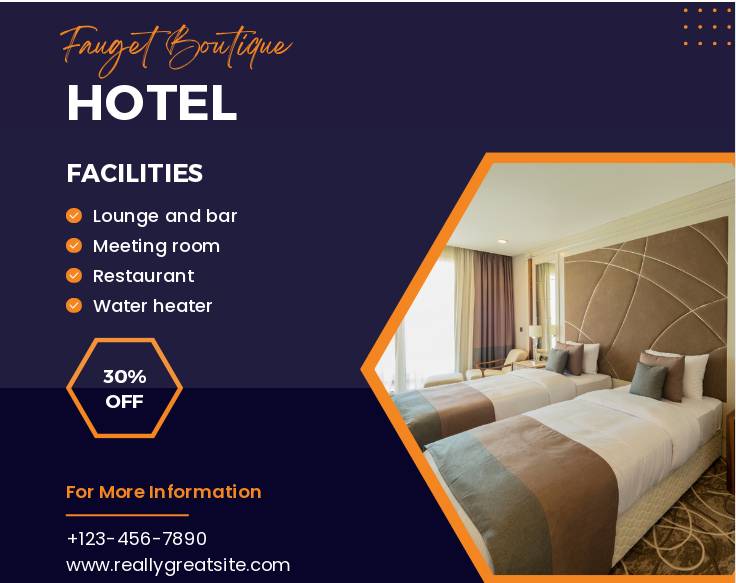 Fauget Boutique
HOTEL
FACILITIES
Lounge and bar
Meeting room
Restaurant
Water heater
30%
OFF
For More Information
+123-456-7890
www.reallygreatsite.com